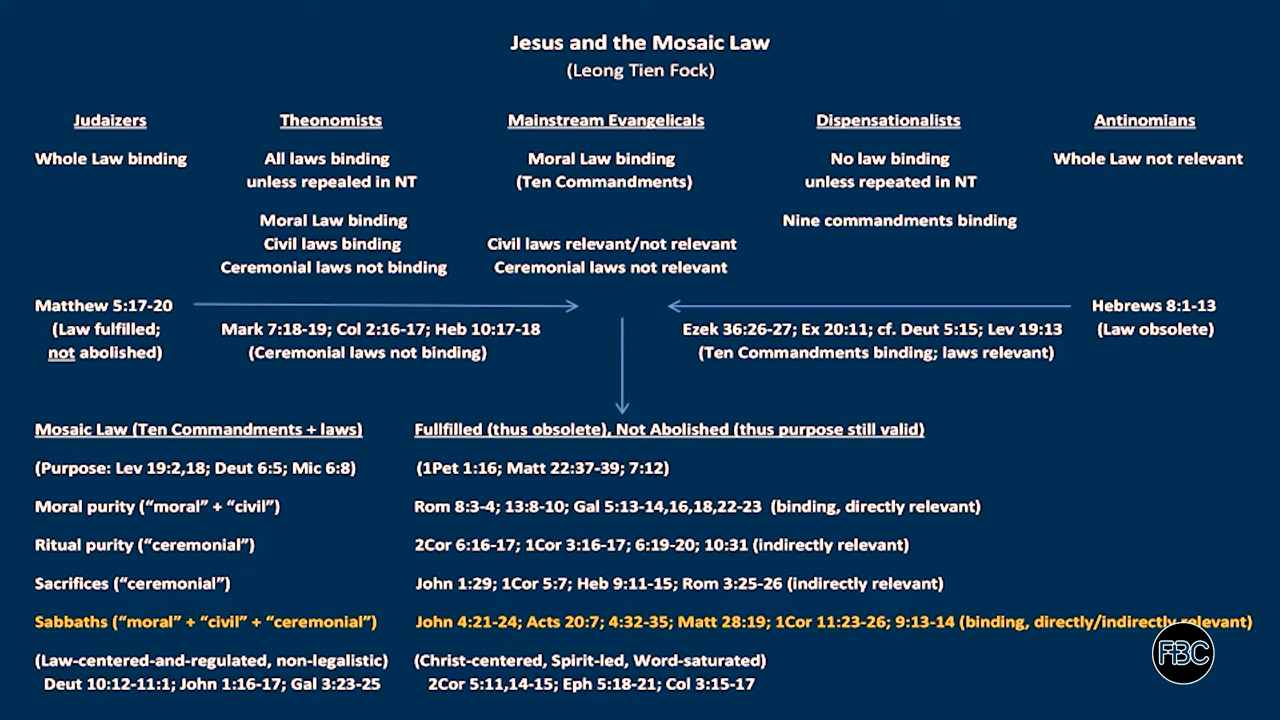 Jesus and the Mosaic Law
(Leong Tien Fock)
Judaizers Theonomists Mainstream Evangelicals Dispensationalists Antinomians
Whole Law binding All laws binding Moral Law binding No law binding Whole Law not relevant
unless repealed in NT (Ten Commandments) unless repeated in NT
Moral Law binding Nine commandments binding
Civil laws binding Civil laws relevant/not relevant
Ceremonial laws not binding Ceremonial laws not relevant
Matthew 5:17-20 Hebrews 8:1-13
(Law fulfilled; Mark 7:18-19; Col 2:16-17; Heb 10:17-18 Ezek 36:26-27; Ex 20:11; cf. Deut 5:15; Lev 19:13 (Law obsolete)
not abolished) (Ceremonial laws not binding) (Ten Commandments binding; laws relevant)
Mosaic Law (Ten Commandments + laws) Fullfilled (thus obsolete), Not Abolished (thus purpose still valid)
(Purpose: Lev 19:2,18; Deut 6:5; Mic 6:8) (1Pet 1:16; Matt 22:37-39; 7:12)
Moral purity (“moral” + “civil”) Rom 8:3-4; 13:8-10; Gal 5:13-14,16,18,22-23 (binding, directly relevant)
Ritual purity (“ceremonial”) 2Cor 6:16-17; 1Cor 3:16-17; 6:19-20; 10:31 (indirectly relevant)
Sacrifices (“ceremonial”) John 1:29; 1Cor 5:7; Heb 9:11-15; Rom 3:25-26 (indirectly relevant)
Sabbaths (“moral” + “civil” + “ceremonial”) John 4:21-24; Acts 20:7; 4:32-35; Matt 28:19; 1Cor 11:23-26; 9:13-14 (binding, directly/indirectly relevant)
(Law-centered-and-regulated, non-legalistic) (Christ-centered, Spirit-led, Word-saturated)
Deut 10:12-11:1; John 1:16-17; Gal 3:23-25 2Cor 5:11,14-15; Eph 5:18-21; Col 3:15-17
FBC